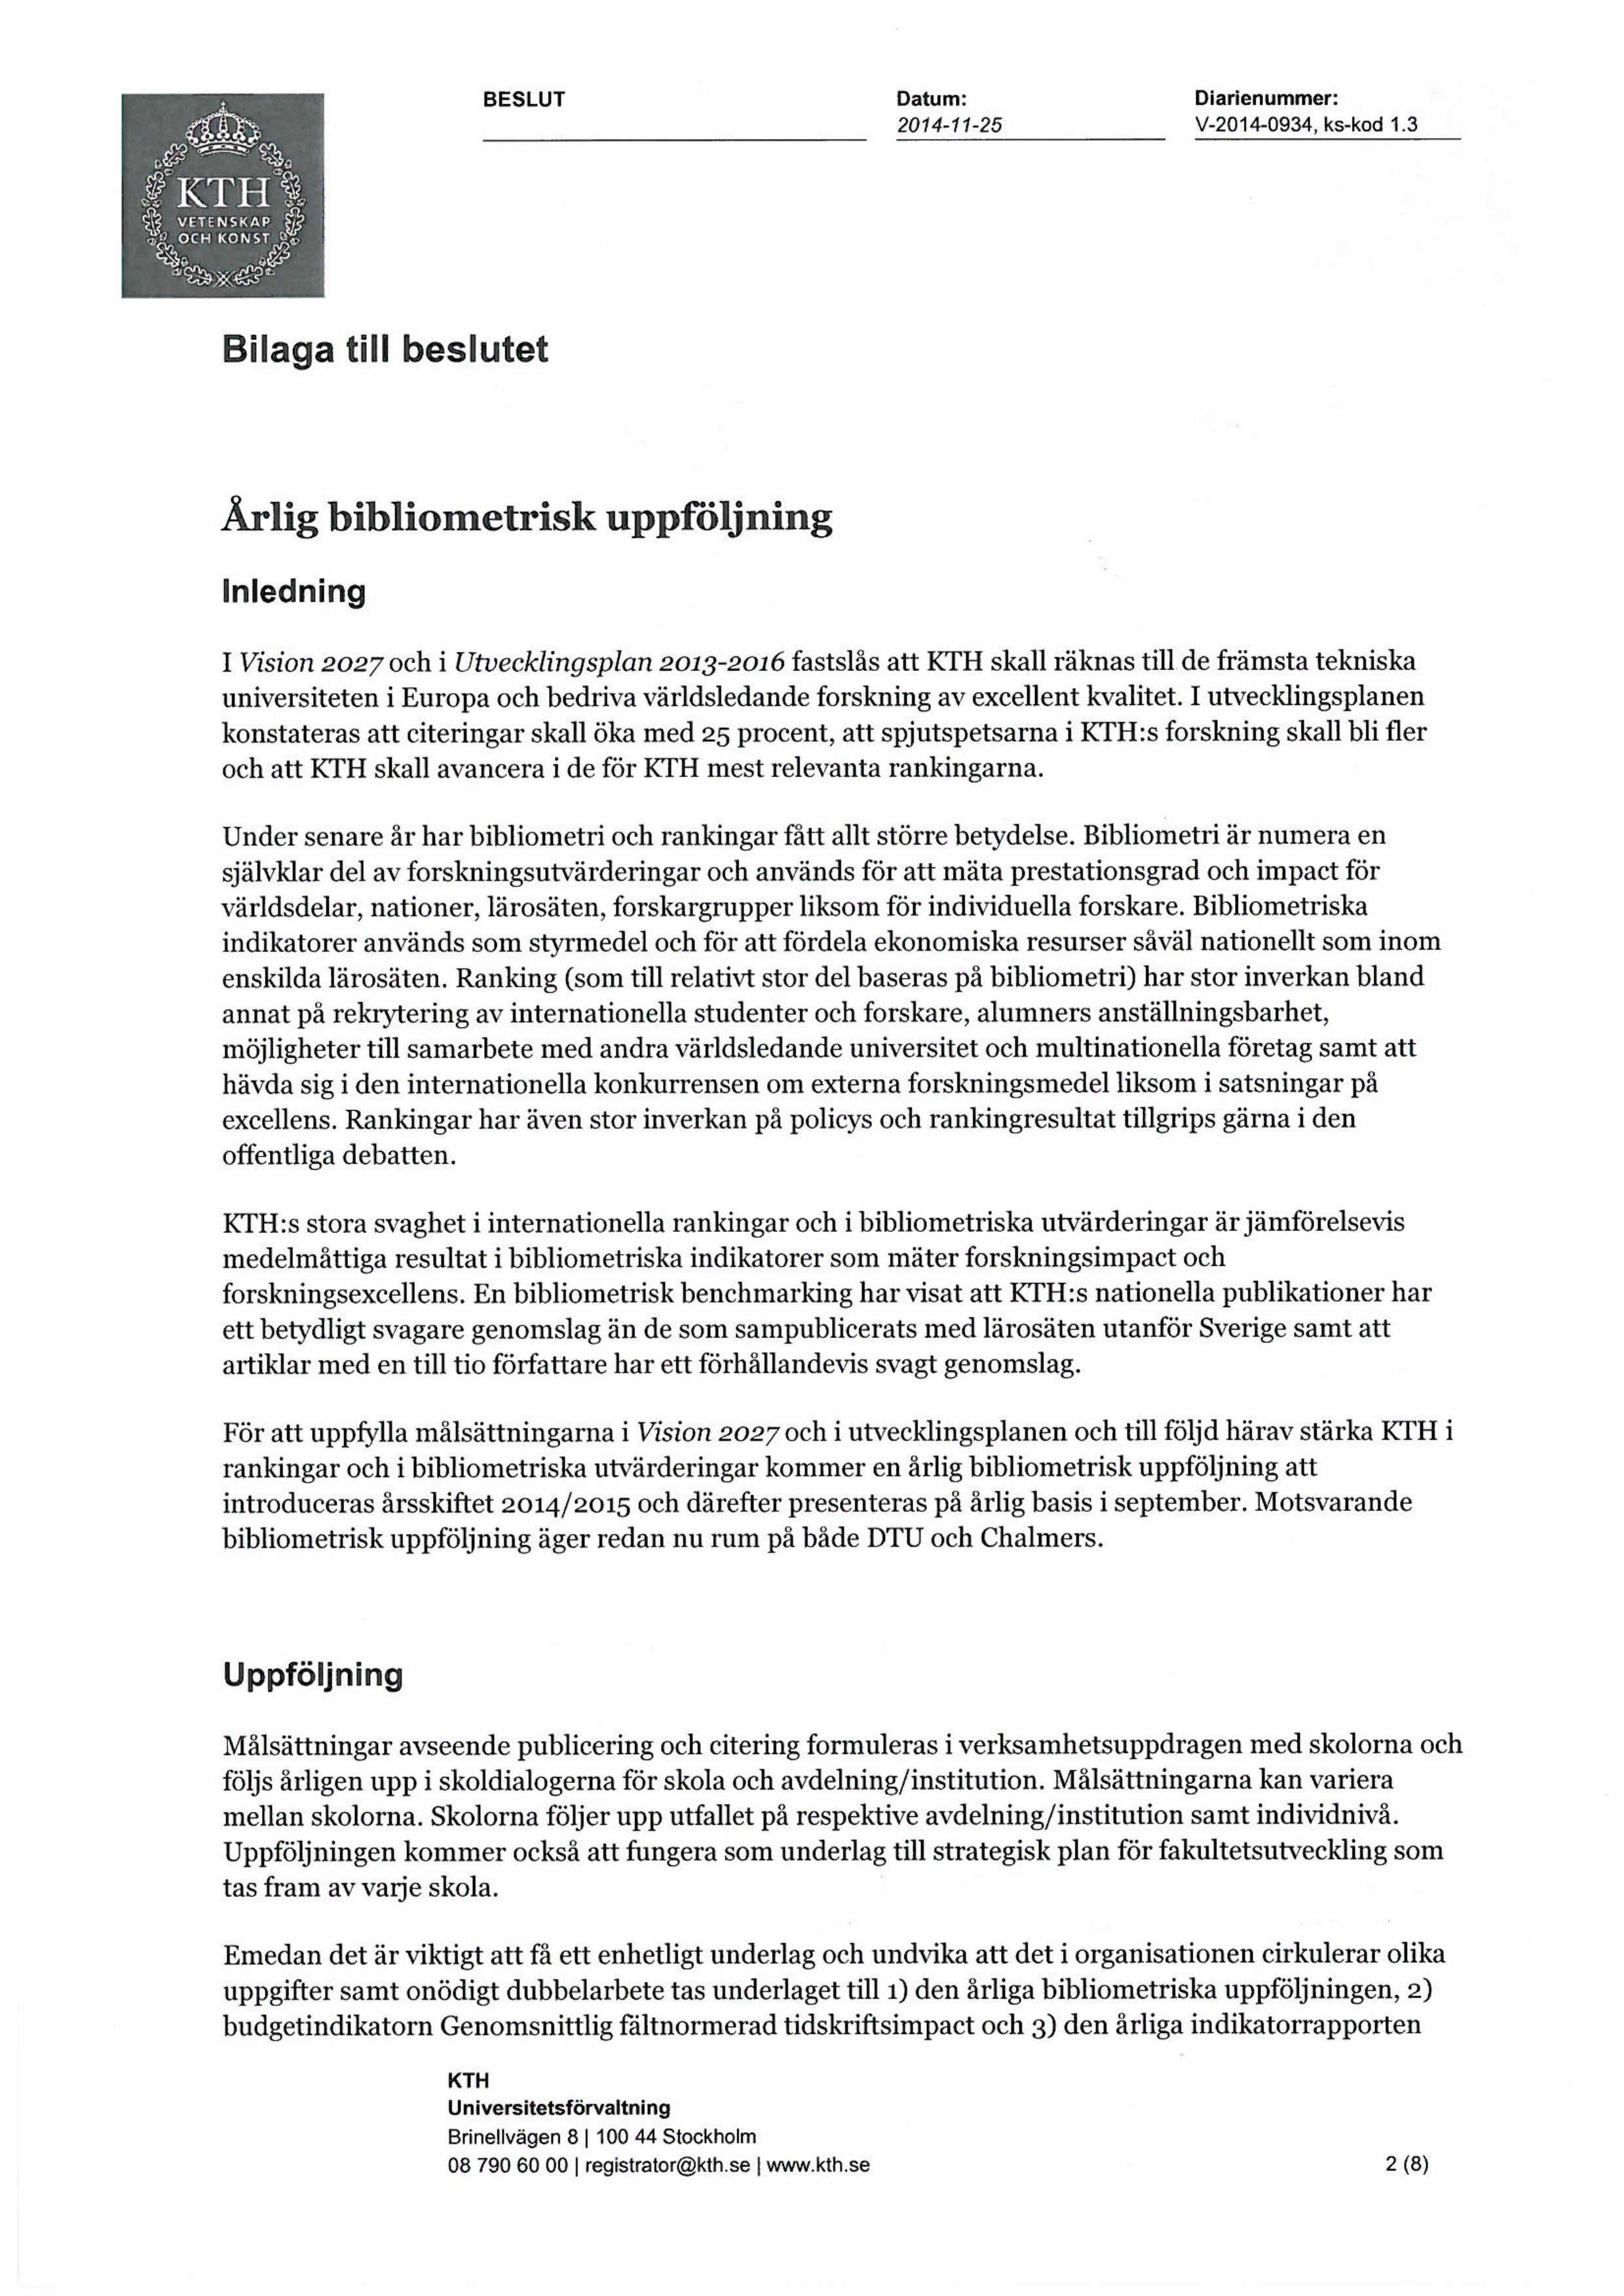 BESLUT
Datum:
2014-11-25
Diarienummer:
V-2014-0934, ks-kod 1.3
KTH
VETENSKAP
OCH KONST
Bilaga till beslutet
Årlig bibliometrisk uppföljning
Inledning
I Vision 2027 och i Utvecklingsplan 2013-2016 fastslås att KTH skall räknas till de främsta tekniska
universiteten i Europa och bedriva världsledande forskning av excellent kvalitet. I utvecklingsplanen
konstateras att citeringar skall öka med 25 procent, att spjutspetsarna i KTH:s forskning skall bli fler
och att KTH skall avancera i de för KTH mest relevanta rankingarna.
Under senare år har bibliometri och rankingar fått allt större betydelse. Bibliometri är numera en
självklar del av forskningsutvärderingar och används för att mäta prestationsgrad och impact för
världsdelar, nationer, lärosäten, forskargrupper liksom för individuella forskare. Bibliometriska
indikatorer används som styrmedel och för att fördela ekonomiska resurser såväl nationellt som inom
enskilda lärosäten. Ranking (som till relativt stor del baseras på bibliometri) har stor inverkan bland
annat på rekrytering av internationella studenter och forskare, alumners anställningsbarhet,
möjligheter till samarbete med andra världsledande universitet och multinationella företag samt att
hävda sig i den internationella konkurrensen om externa forskningsmedel liksom i satsningar på
excellens. Rankingar har även stor inverkan på policys och rankingresultat tillgrips gärna i den
offentliga debatten.
KTH:s stora svaghet i internationella rankingar och i bibliometriska utvärderingar är jämförelsevis
medelmåttiga resultat i bibliometriska indikatorer som mäter forskningsimpact och
forskningsexcellens. En bibliometrisk benchmarking har visat att KTH:s nationella publikationer har
ett betydligt svagare genomslag än de som sampublicerats med lärosäten utanför Sverige samt att
artiklar med en till tio författare har ett förhållandevis svagt genomslag.
För att uppfylla målsättningarna i Vision 2027 och i utvecklingsplanen och till följd härav stärka KTH i
rankingar och i bibliometriska utvärderingar kommer en årlig bibliometrisk uppföljning att
introduceras årsskiftet 2014/2015 och därefter presenteras på årlig basis i september. Motsvarande
bibliometrisk uppföljning äger redan nu rum på både DTU och Chalmers.
Uppföljning
Målsättningar avseende publicering och citering formuleras i verksamhetsuppdragen med skolorna och
följs årligen upp i skoldialogerna för skola och avdelning/institution. Målsättningarna kan variera
mellan skolorna. Skolorna följer upp utfallet på respektive avdelning/institution samt individnivå.
Uppföljningen kommer också att fungera som underlag till strategisk plan för fakultetsutveckling som
tas fram av varje skola.
Emedan det är viktigt att få ett enhetligt underlag och undvika att det i organisationen cirkulerar olika
uppgifter samt onödigt dubbelarbete tas underlaget till 1) den årliga bibliometriska uppföljningen, 2)
budgetindikatorn Genomsnittlig fältnormerad tidskriftsimpact och 3) den årliga indikatorrapporten
KTH
Universitetsförvaltning
Brinellvägen 8 | 100 44 Stockholm
08 790 60 00 | registrator@kth.se | www.kth.se
2 (8)